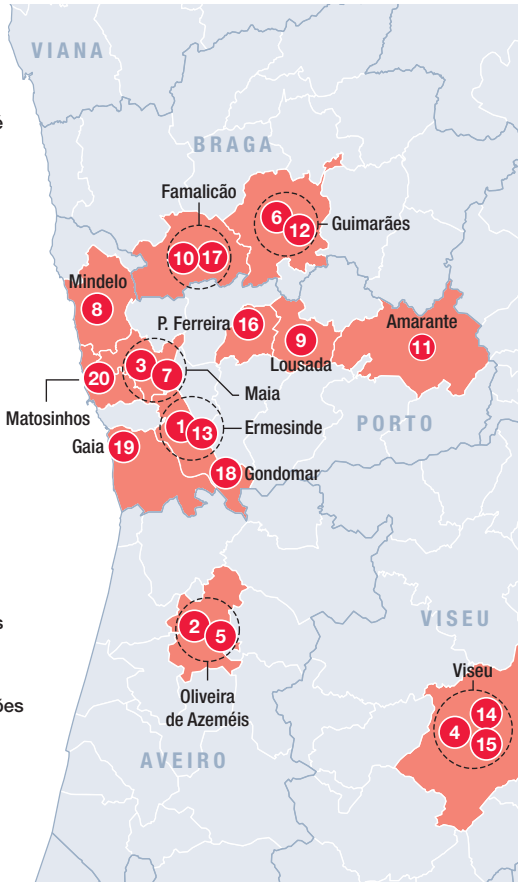 VIANA
é
BRAGA
Famalicão
6
12
Guimarães
10
17
Mindelo
8
P. Ferreira
16
9
Lousada
Amarante
11
3
7
20
Maia
Matosinhos
1
13
Ermesinde
PORTO
Gaia
19
18
Gondomar
s
2
5
VISEU
Viseu
Oliveira
de Azeméis
ões
14
4
15
AVEIRO